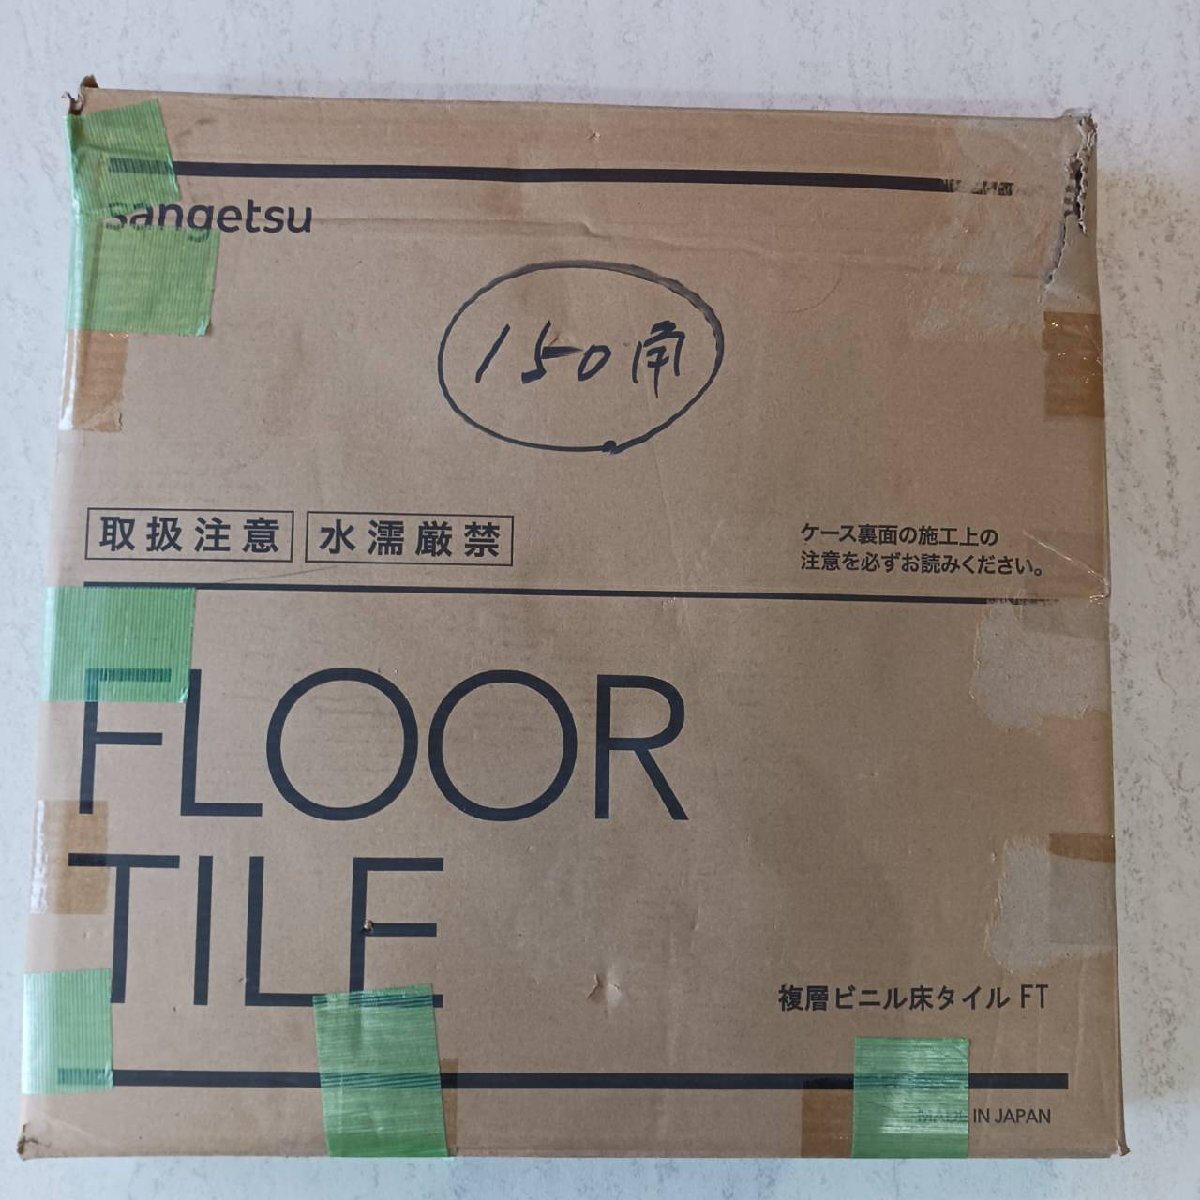 sangetsu
150角
取扱注意 水濡厳禁
ケース裏面の施工上の
注意を必ずお読みください。
FLOOR
TILE
複層ビニル床タイル FT
MADE IN JAPAN